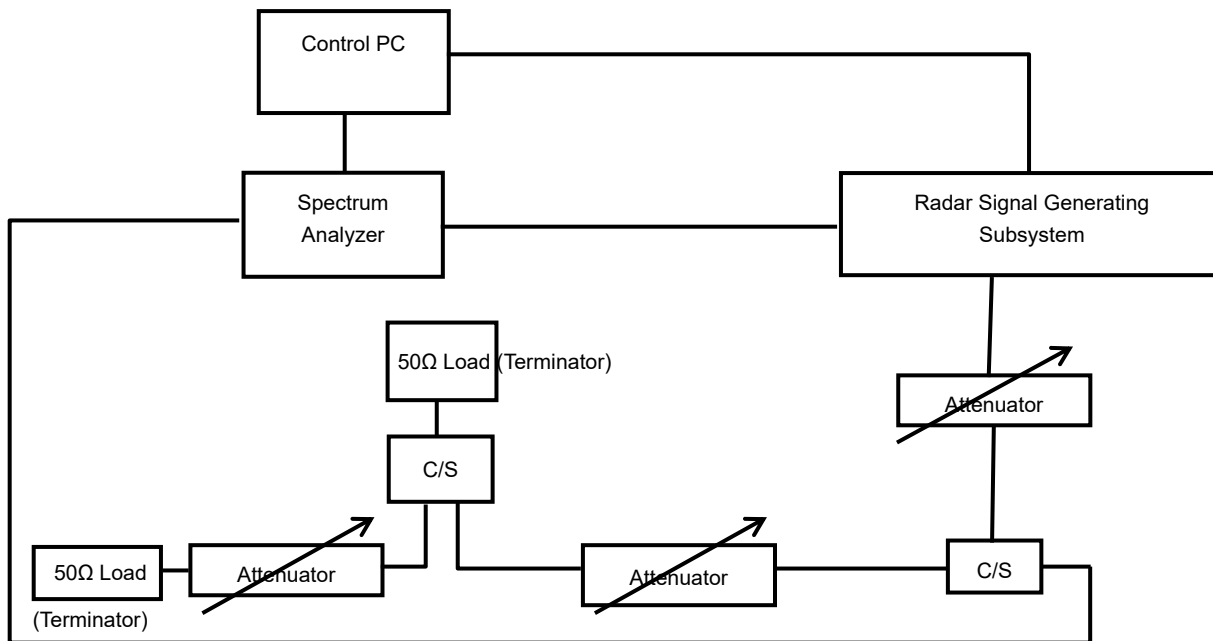 Control PC
Spectrum
Analyzer
Radar Signal Generating
Subsystem
50Ω Load (Terminator)
Attenuator
C/S
50Ω Load
(Terminator)
Attenuator
Attenuator
C/S